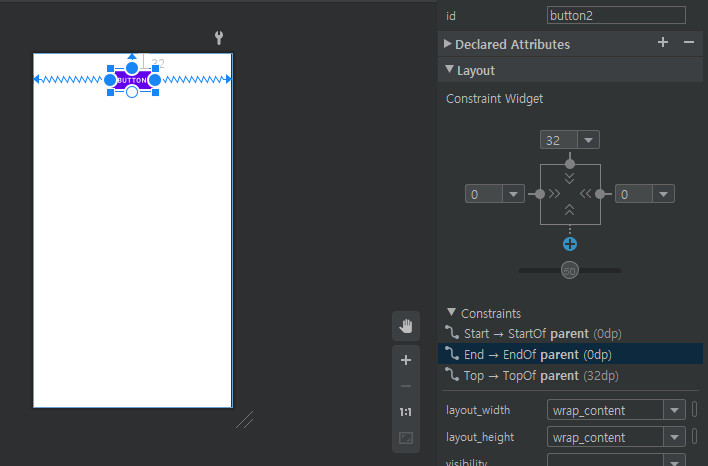 id button2
Declared Attributes
Layout
Constraint Widget
32
32
BUTTON
0 0
50
Constraints
Start → StartOf parent (0dp)
End → EndOf parent (0dp)
Top → TopOf parent (32dp)
1:1
layout_width wrap_content
layout_height wrap_content
visibility